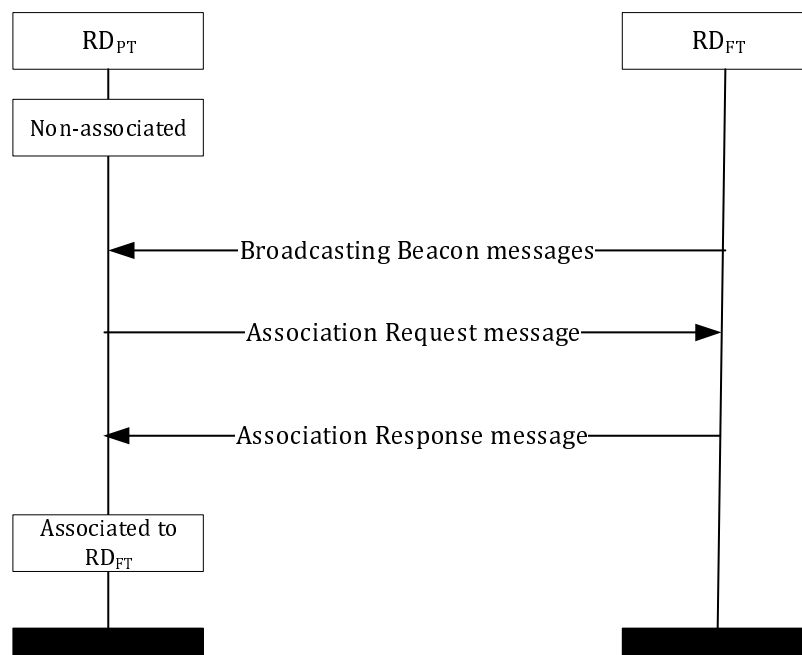 RD_PT
RD_FT
Non-associated
Broadcasting Beacon messages
Association Request message
Association Response message
Associated to
RD_FT